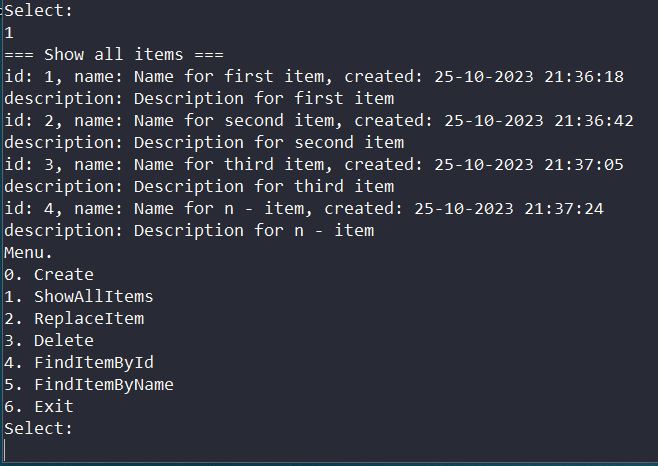 Select:
1
=== Show all items ===
id: 1, name: Name for first item, created: 25-10-2023 21:36:18
description: Description for first item
id: 2, name: Name for second item, created: 25-10-2023 21:36:42
description: Description for second item
id: 3, name: Name for third item, created: 25-10-2023 21:37:05
description: Description for third item
id: 4, name: Name for n - item, created: 25-10-2023 21:37:24
description: Description for n - item
Menu.
0. Create
1. ShowAllItems
2. ReplaceItem
3. Delete
4. FindItemById
5. FindItemByName
6. Exit
Select: